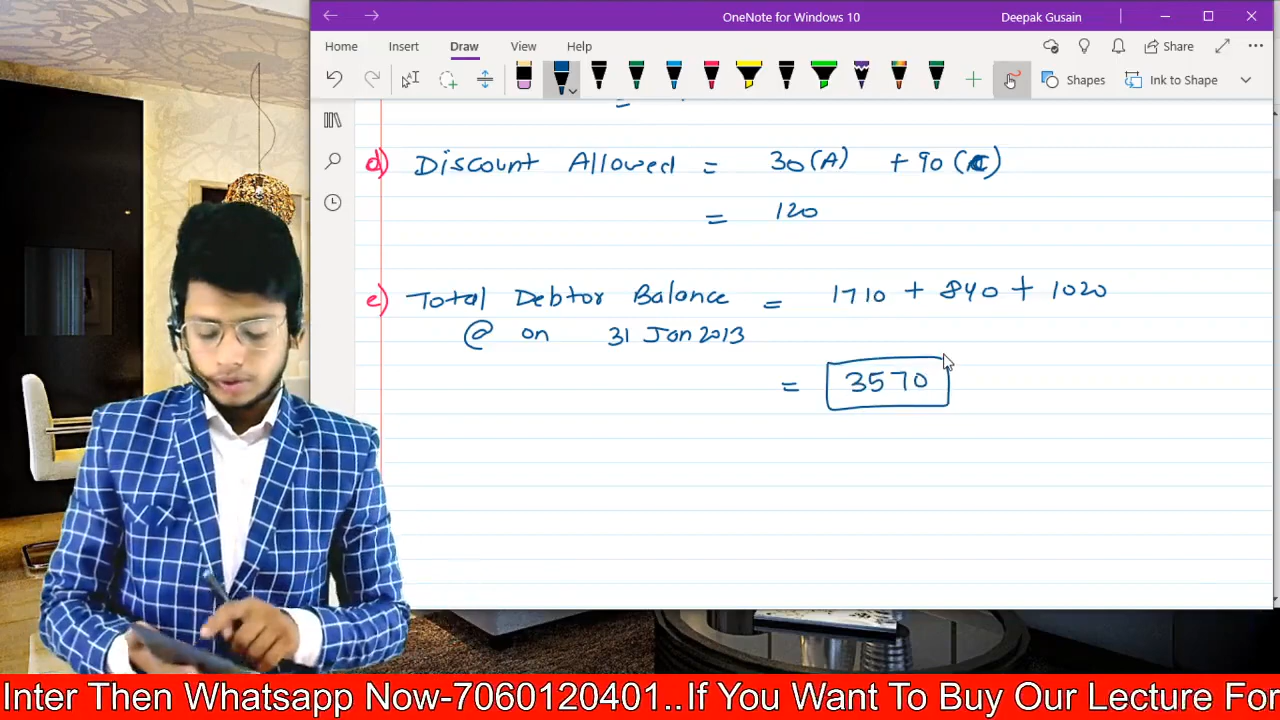 OneNote for Windows 10
Deepak Gusain
Home Insert Draw View Help
Share
Shapes
Ink to Shape
d) Discount Allowed = 30(A) + 90(C)
= 120
e) Total Debtor Balance = 1710 + 840 + 1020
@ on 31 Jan 2013
= 3570
Inter Then Whatsapp Now-7060120401..If You Want To Buy Our Lecture For